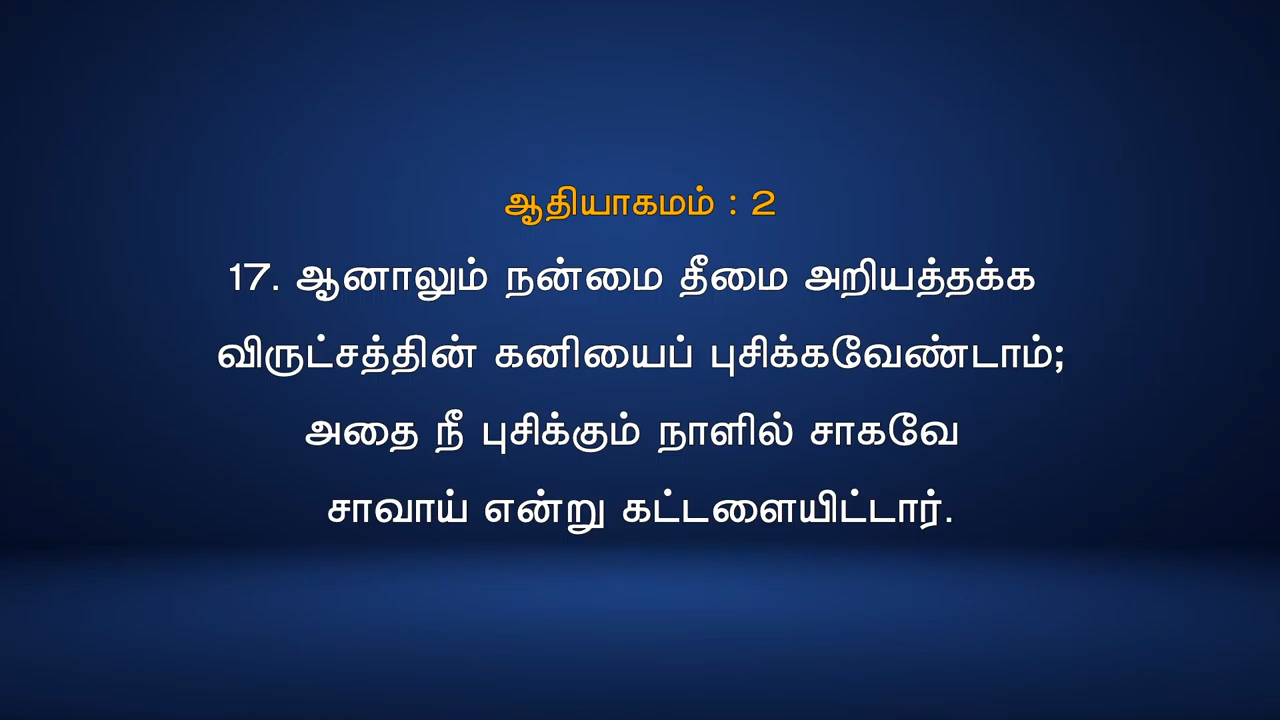 ஆதியாகமம் : 2
17. ஆனாலும் நன்மை தீமை அறியத்தக்க
விருட்சத்தின் கனியைப் புசிக்கவேண்டாம்;
அதை நீ புசிக்கும் நாளில் சாகவே
சாவாய் என்று கட்டளையிட்டார்.